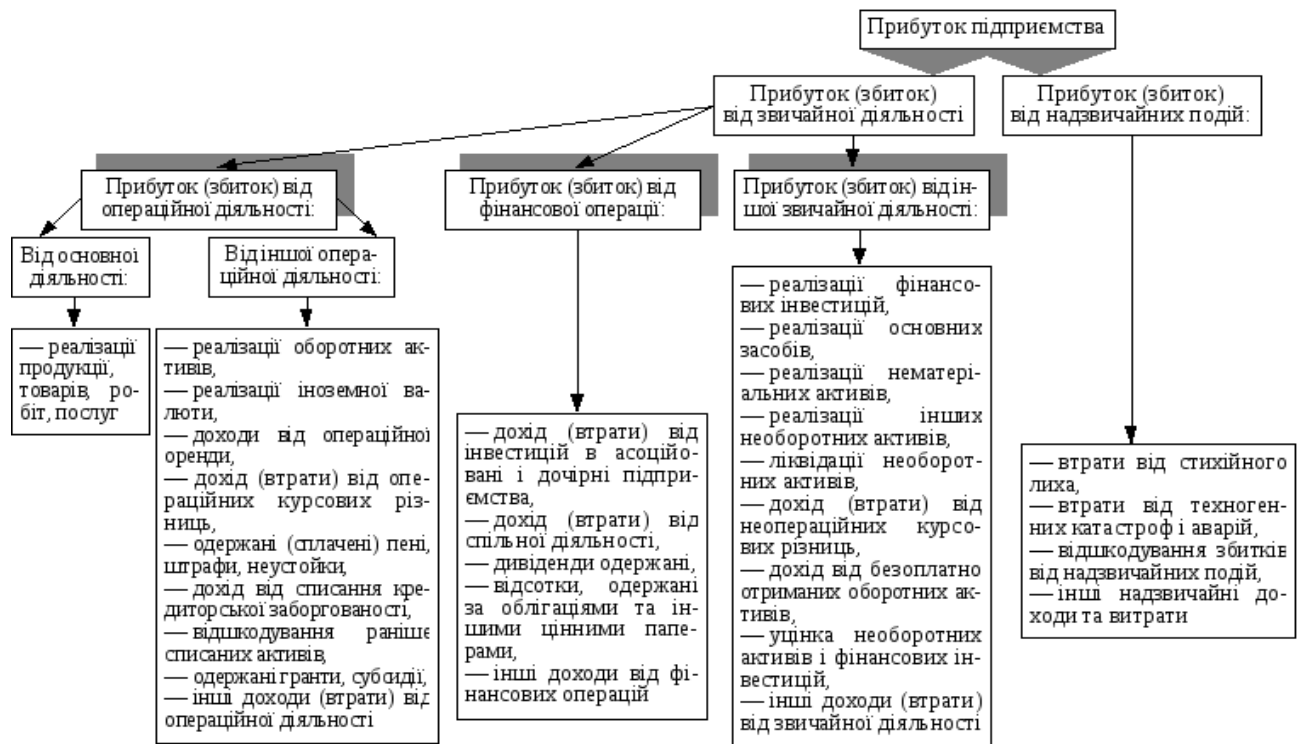 Прибуток підприємства
Прибуток (збиток)
від звичайної діяльності
Прибуток (збиток)
від надзвичайних подій:
Прибуток (збиток) від
операційної діяльності:
Прибуток (збиток) від
фінансової операції:
Прибуток (збиток) від ін-
шої звичайної діяльності:
Від основної
діяльності:
Від іншої опера-
ційної діяльності:
— реалізації
продукції,
товарів, ро-
біт, послуг
— реалізації оборотних ак-
тивів,
— реалізації іноземної ва-
люти,
— доходи від операційної
оренди,
— дохід (втрати) від опе-
раційних курсових різ-
ниць,
— одержані (сплачені) пені,
штрафи, неустойки,
— дохід від списання кре-
диторської заборгованості,
— відшкодування раніше
списаних активів,
— одержані гранти, субсидії,
— інші доходи (втрати) від
операційної діяльності
— дохід (втрати) від
інвестицій в асоційо-
вані і дочірні підпри-
ємства,
— дохід (втрати) від
спільної діяльності,
— дивіденди одержані,
— відсотки, одержані
за облігаціями та ін-
шими цінними папе-
рами,
— інші доходи від фі-
нансових операцій
— реалізації фінансо-
вих інвестицій,
— реалізації основних
засобів,
— реалізації нематері-
альних активів,
— реалізації інших
необоротних активів,
— ліквідації необорот-
них активів,
— дохід (втрати) від
неопераційних курсо-
вих різниць,
— дохід від безоплатно
отриманих оборотних ак-
тивів,
— уцінка необоротних
активів і фінансових ін-
вестицій,
— інші доходи (втрати)
від звичайної діяльності
— втрати від стихійного
лиха,
— втрати від техноген-
них катастроф і аварій,
— відшкодування збитків
від надзвичайних подій,
— інші надзвичайні до-
ходи та витрати